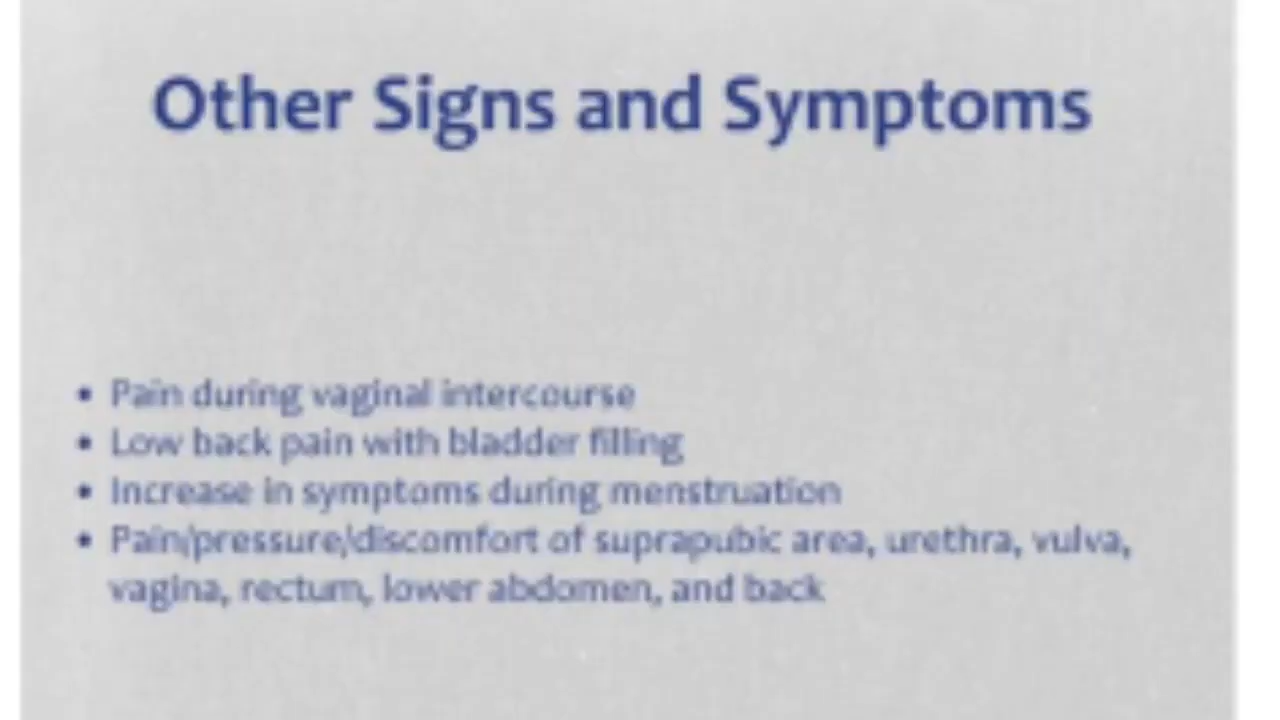 Other Signs and Symptoms
• Pain during vaginal intercourse
• Low back pain with bladder filling
• Increase in symptoms during menstruation
• Pain/pressure/discomfort of suprapubic area, urethra, vulva,
vagina, rectum, lower abdomen, and back